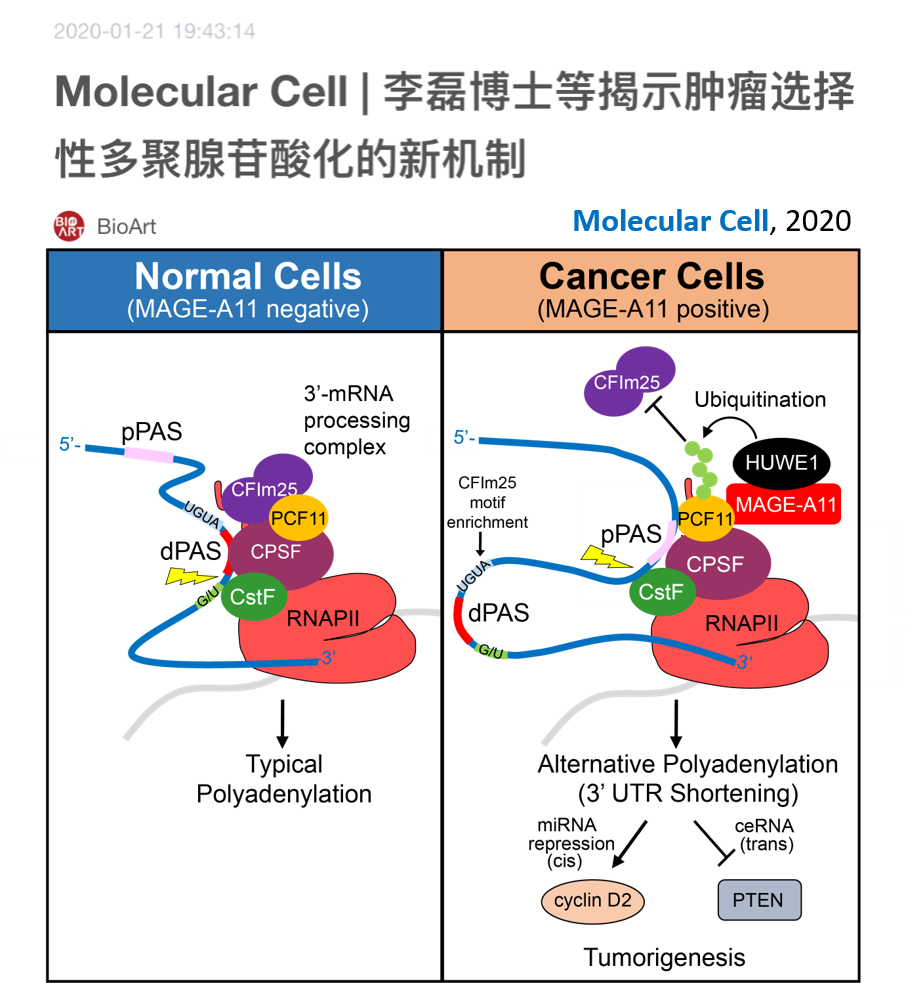 2020-01-21 19:43:14
Molecular Cell | 李磊博士等揭示肿瘤选择
性多聚腺苷酸化的新机制
BIO
ART
BioArt
Molecular Cell, 2020
Normal Cells
(MAGE-A11 negative)
3’-mRNA
processing
complex
pPAS
5’-
CFIm25
UGUA
PCF11
dPAS
CPSF
G/U
CstF
RNAPII
3’
Typical
Polyadenylation
Cancer Cells
(MAGE-A11 positive)
CFIm25
Ubiquitination
5’-
HUWE1
CFIm25
motif
enrichment
MAGE-A11
PCF11
pPAS
CPSF
UGUA
CstF
dPAS
RNAPII
G/U
3’
Alternative Polyadenylation
(3’ UTR Shortening)
miRNA
repression
(cis)
ceRNA
(trans)
cyclin D2
PTEN
Tumorigenesis